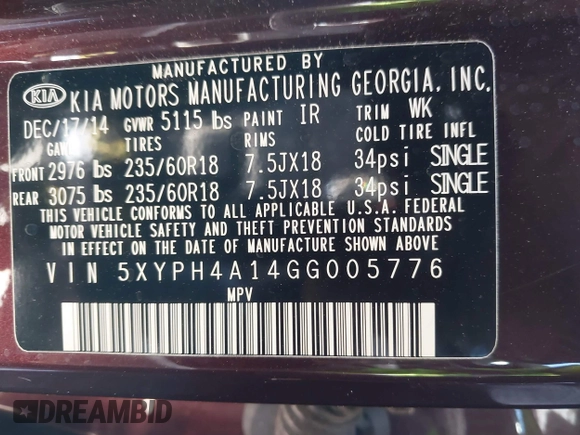 MANUFACTURED BY
KIA KIA MOTORS MANUFACTURING GEORGIA, INC.
DEC/17/14 GVWR 5115 lbs PAINT IR TRIM WK
GAWR TIRES RIMS COLD TIRE INFL
FRONT 2976 lbs 235/60R18 7.5JX18 34psi SINGLE
REAR 3075 lbs 235/60R18 7.5JX18 34psi SINGLE
THIS VEHICLE CONFORMS TO ALL APPLICABLE U.S.A. FEDERAL
MOTOR VEHICLE SAFETY AND THEFT PREVENTION STANDARDS
IN EFFECT ON THE DATE OF MANUFACTURE SHOWN ABOVE.
VIN 5XYPH4A14GG005776
MPV
DREAMBID